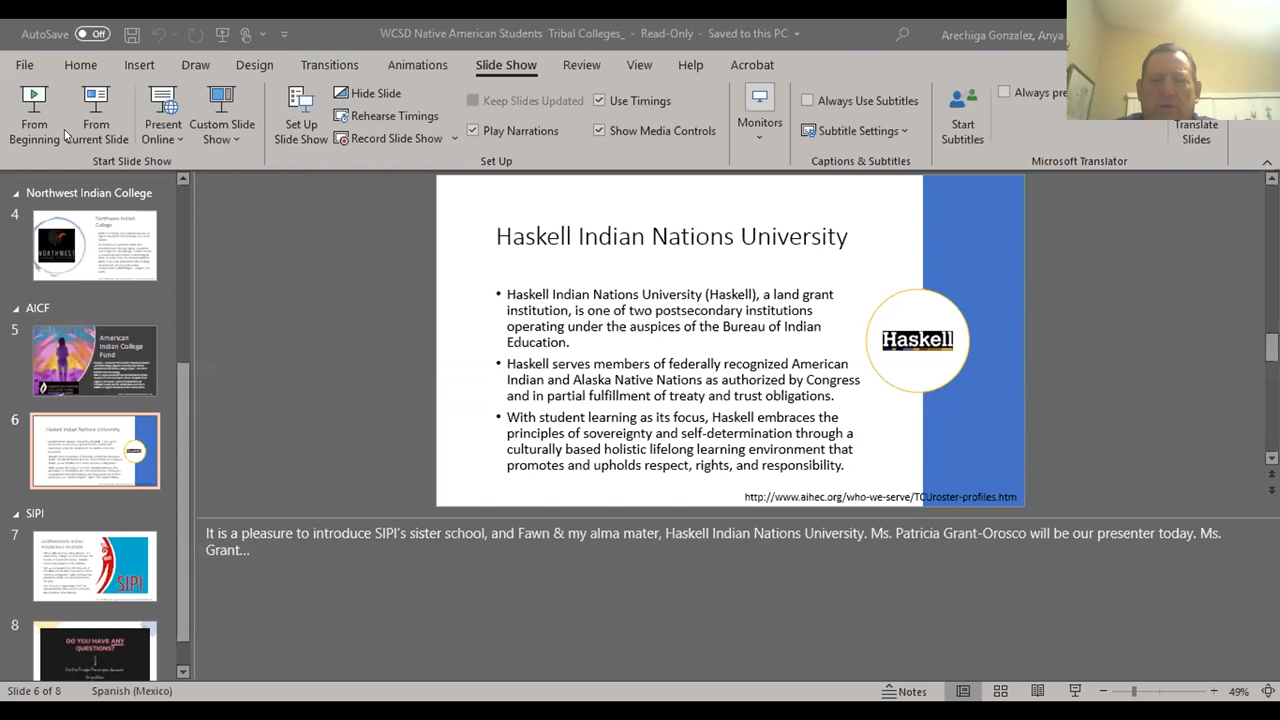 AutoSave Off
WCSD Native American Students Tribal Colleges_ - Read-Only - Saved to this PC
Arechiga Gonzalez, Anya
File Home Insert Draw Design Transitions Animations Slide Show Review View Help Acrobat
From Beginning
From Current Slide
Present Online
Custom Slide Show
Start Slide Show
Set Up Slide Show
Hide Slide
Rehearse Timings
Record Slide Show
Keep Slides Updated
Play Narrations
Use Timings
Show Media Controls
Set Up
Monitors
Always Use Subtitles
Subtitle Settings
Captions & Subtitles
Start Subtitles
Always pre
Translate Slides
Microsoft Translator
Northwest Indian College
4
Northwest Indian
College
AICF
5
American
Indian College
Fund
6
Haskell Indian Nations University
SIPI
7
SIPI
8
DO YOU HAVE ANY
QUESTIONS?
Haskell Indian Nations University
• Haskell Indian Nations University (Haskell), a land grant
institution, is one of two postsecondary institutions
operating under the auspices of the Bureau of Indian
Education.
• Haskell serves members of federally recognized American
Indian and Alaska Native Nations as authorized by Congress
and in partial fulfillment of treaty and trust obligations.
• With student learning as its focus, Haskell embraces the
principles of sovereignty and self-determination through a
culturally based holistic lifelong learning environment that
promotes and upholds respect, rights, and responsibility.
Haskell
http://www.aihec.org/who-we-serve/TCUroster-profiles.htm
It is a pleasure to introduce SIPI's sister school, and Fawn & my alma mater, Haskell Indian Nations University. Ms. Patricia Grant-Orosco will be our presenter today. Ms.
Grant...
Slide 6 of 8 Spanish (Mexico)
Notes
49%